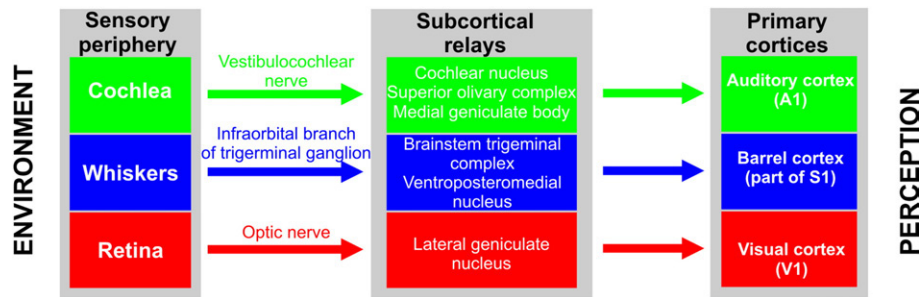 ENVIRONMENT
Sensory
periphery
Cochlea
Whiskers
Retina
Vestibulocochlear
nerve
Infraorbital branch
of trigerminal ganglion
Optic nerve
Subcortical
relays
Cochlear nucleus
Superior olivary complex
Medial geniculate body
Brainstem trigeminal
complex
Ventroposteromedial
nucleus
Lateral geniculate
nucleus
Primary
cortices
Auditory cortex
(A1)
Barrel cortex
(part of S1)
Visual cortex
(V1)
PERCEPTION